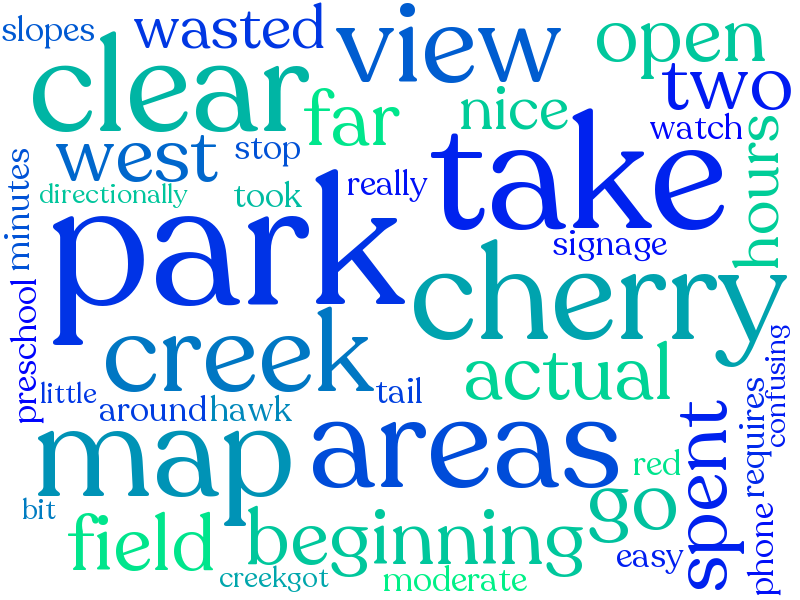 slopes
wasted
view
open
clear
far
nice
two
watch
west
stop
really
take
hours
minutes
directionally
took
signage
park
cherry
preschool
creek
actual
confusing
little
tail
around
hawk
map
areas
spent
requires
red
go
bit
field
beginning
easy
phone
creekgot
moderate